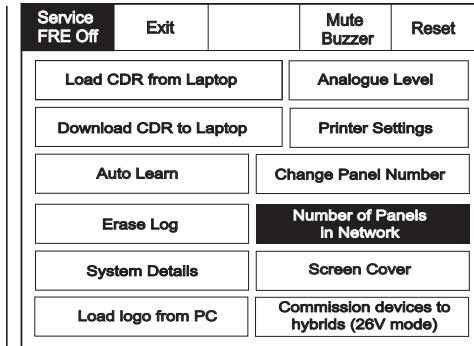 Service
FRE Off
Exit
Mute
Buzzer
Reset
Load CDR from Laptop
Analogue Level
Download CDR to Laptop
Printer Settings
Auto Learn
Change Panel Number
Erase Log
Number of Panels
in Network
System Details
Screen Cover
Load logo from PC
Commission devices to
hybrids (26V mode)